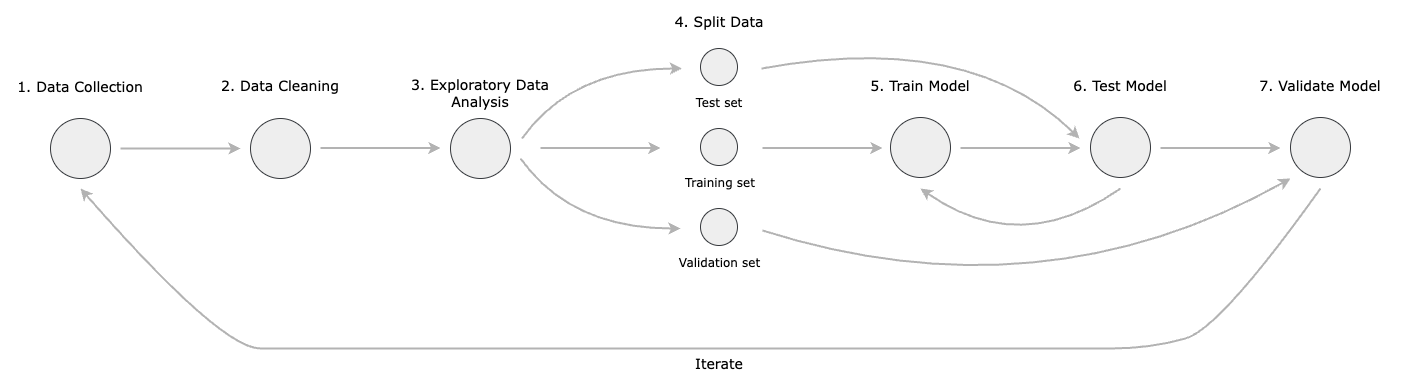 4. Split Data
1. Data Collection
2. Data Cleaning
3. Exploratory Data
Analysis
5. Train Model
6. Test Model
7. Validate Model
Test set
Training set
Validation set
Iterate